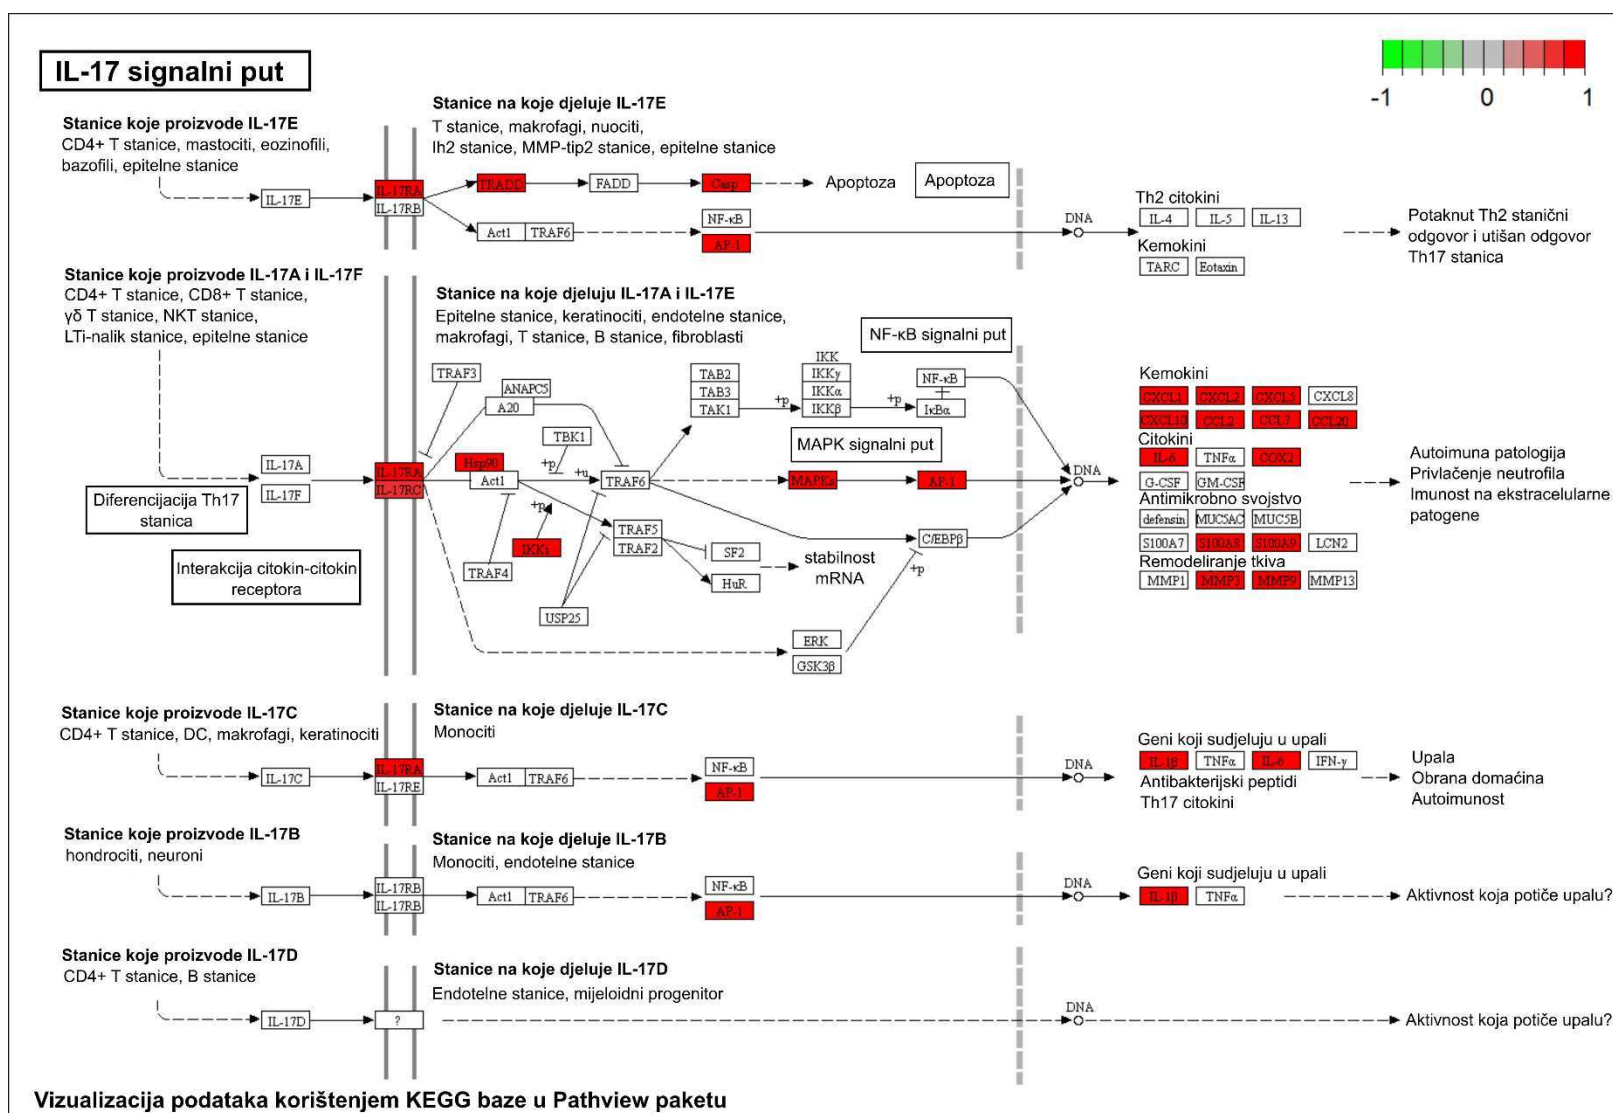 IL-17 signalni put
-1 0 1
Stanice koje proizvode IL-17E
CD4+ T stanice, mastociti, eozinofili,
bazofili, epitelne stanice
Stanice na koje djeluje IL-17E
T stanice, makrofagi, nuociti,
Ih2 stanice, MMP-tip2 stanice, epitelne stanice
IL-17E
IL-17RA
IL-17RB
TRADD
FADD
Casp
Apoptoza
Apoptoza
Act1
TRAF6
NF-κB
AP-1
DNA
Th2 citokini
IL-4
IL-5
IL-13
Kemokini
TARC
Eotaxin
Potaknut Th2 stanični
odgovor i utišan odgovor
Th17 stanica
Stanice koje proizvode IL-17A i IL-17F
CD4+ T stanice, CD8+ T stanice,
γδ T stanice, NKT stanice,
LTi-nalik stanice, epitelne stanice
Stanice na koje djeluju IL-17A i IL-17E
Epitelne stanice, keratinociti, endotelne stanice,
makrofagi, T stanice, B stanice, fibroblasti
NF-κB signalni put
TRAF3
ANAPC5
A20
TBK1
+p
+u
TAB2
TAB3
TAK1
+p
IKK
IKKγ
IKKα
IKKβ
+p
NF-κB
IκBα
MAPK signalni put
IL-17A
IL-17F
IL-17RA
IL-17RC
Hsp90
Act1
TRAF6
MAPKs
AP-1
DNA
Diferencijacija Th17
stanica
Interakcija citokin-citokin
receptora
+p
IKKi
TRAF4
TRAF5
TRAF2
USP25
SF2
HuR
stabilnost
mRNA
C/EBPβ
+p
ERK
GSK3β
Kemokini
CXCL1
CXCL2
CXCL5
CXCL8
CXCL10
CCL2
CCL7
CCL20
Citokini
IL-6
TNFα
COX2
G-CSF
GM-CSF
Antimikrobno svojstvo
defensin
MUC5AC
MUC5B
S100A7
S100A8
S100A9
LCN2
Remodeliranje tkiva
MMP1
MMP3
MMP9
MMP13
Autoimuna patologija
Privlačenje neutrofila
Imunost na ekstracelularne
patogene
Stanice koje proizvode IL-17C
CD4+ T stanice, DC, makrofagi, keratinociti
Stanice na koje djeluje IL-17C
Monociti
IL-17C
IL-17RA
IL-17RE
Act1
TRAF6
NF-κB
AP-1
DNA
Geni koji sudjeluju u upali
IL-1β
TNFα
IL-6
IFN-γ
Antibakterijski peptidi
Th17 citokini
Upala
Obrana domaćina
Autoimunost
Stanice koje proizvode IL-17B
hondrociti, neuroni
Stanice na koje djeluje IL-17B
Monociti, endotelne stanice
IL-17B
IL-17RB
IL-17RB
Act1
TRAF6
NF-κB
AP-1
DNA
Geni koji sudjeluju u upali
IL-1β
TNFα
Aktivnost koja potiče upalu?
Stanice koje proizvode IL-17D
CD4+ T stanice, B stanice
Stanice na koje djeluje IL-17D
Endotelne stanice, mijeloidni progenitor
IL-17D
?
DNA
Aktivnost koja potiče upalu?
Vizualizacija podataka korištenjem KEGG baze u Pathview paketu